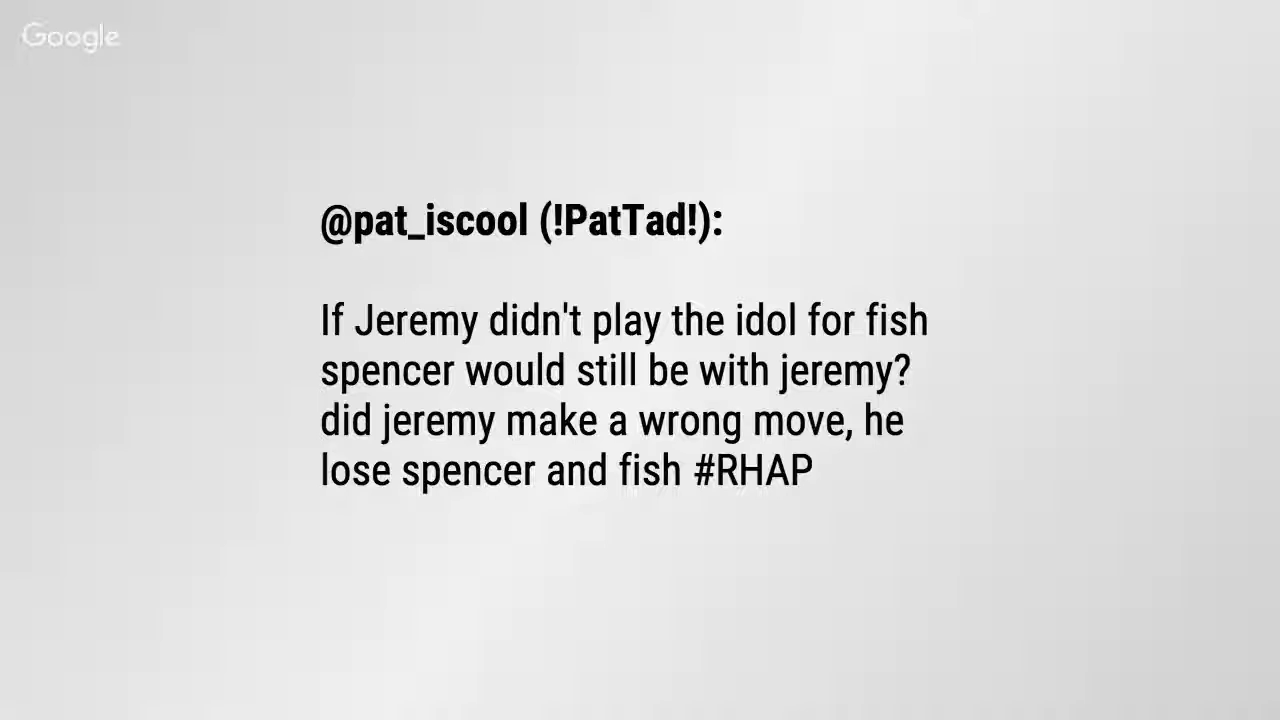 Google
@pat_iscool (!PatTad!):
If Jeremy didn't play the idol for fish
spencer would still be with jeremy?
did jeremy make a wrong move, he
lose spencer and fish #RHAP